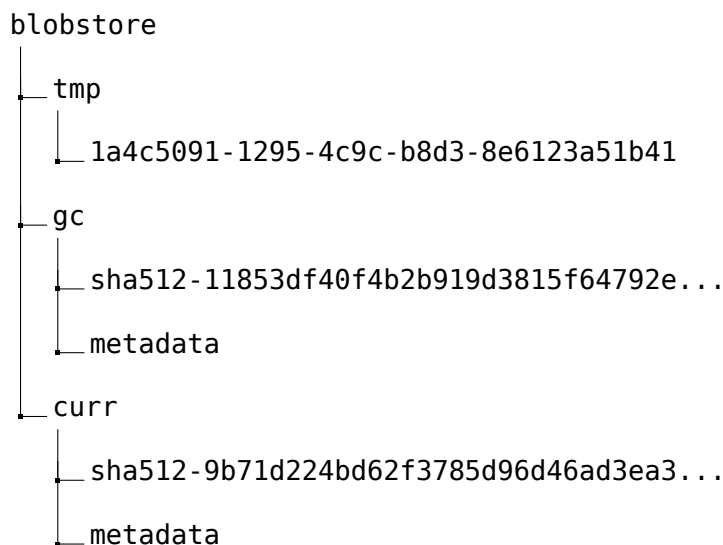 blobstore
tmp
1a4c5091-1295-4c9c-b8d3-8e6123a51b41
gc
sha512-11853df40f4b2b919d3815f64792e...
metadata
curr
sha512-9b71d224bd62f3785d96d46ad3ea3...
metadata